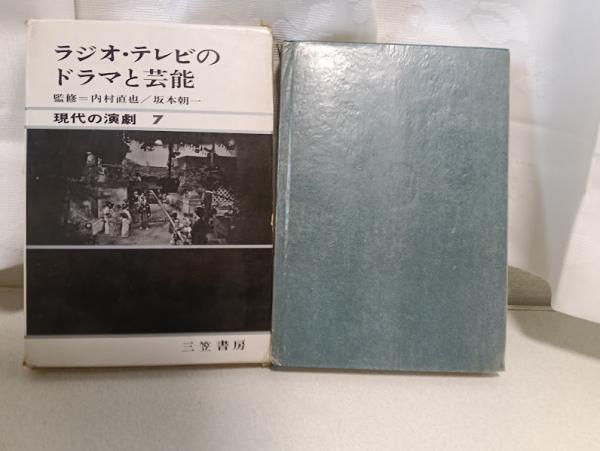 ラジオ・テレビの
ドラマと芸能
監修＝内村直也／坂本朝一
現代の演劇 7
三笠書房